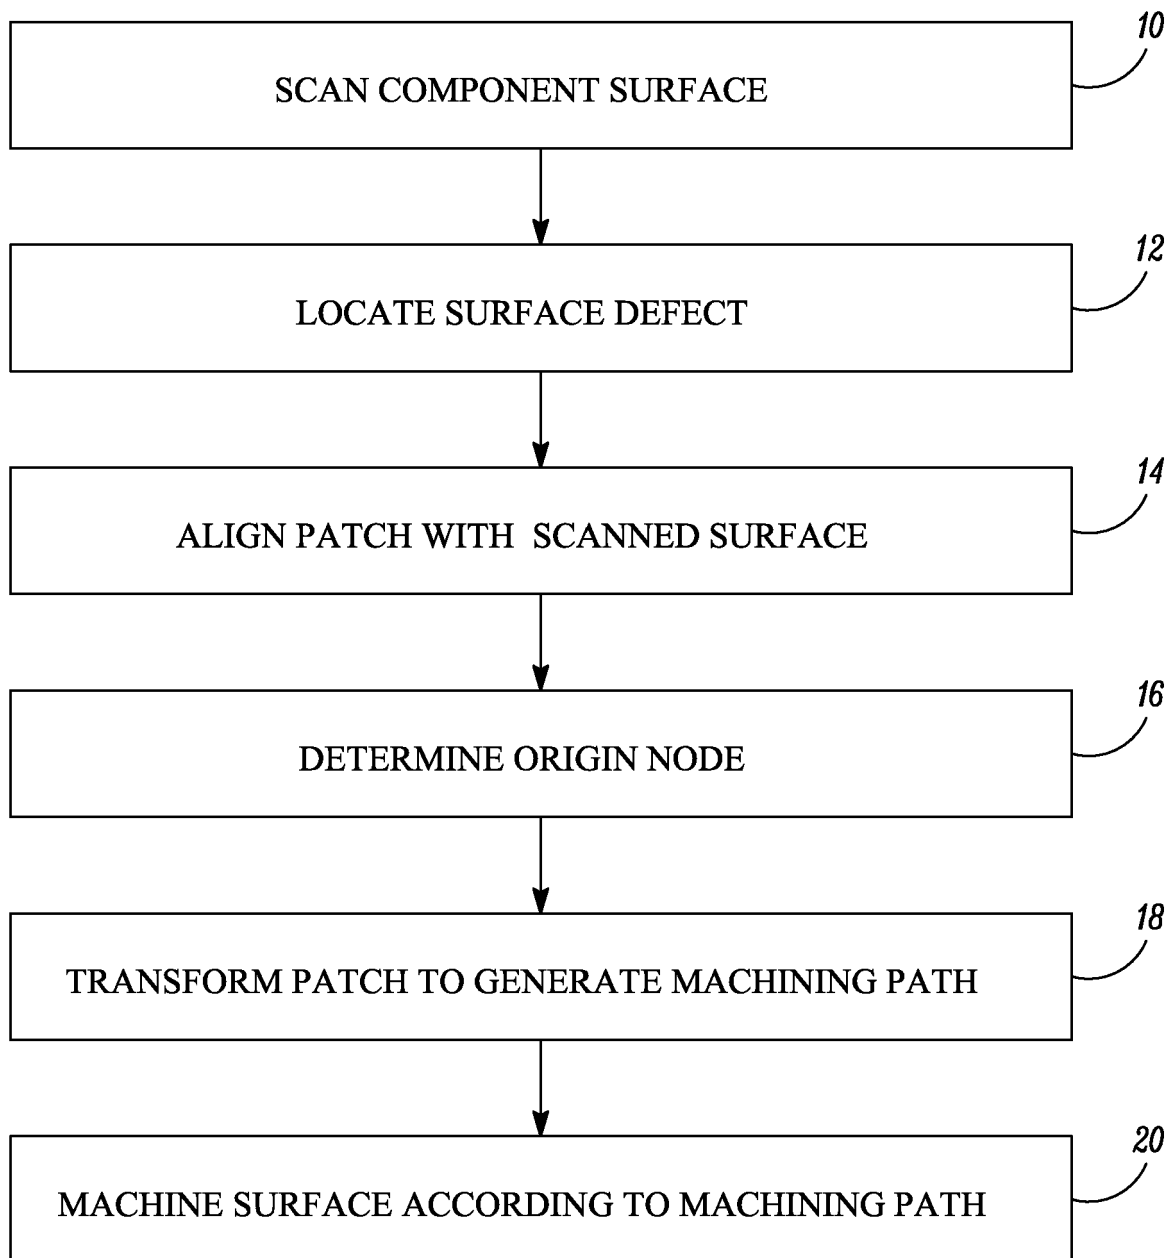 10
SCAN COMPONENT SURFACE
12
LOCATE SURFACE DEFECT
14
ALIGN PATCH WITH SCANNED SURFACE
16
DETERMINE ORIGIN NODE
18
TRANSFORM PATCH TO GENERATE MACHINING PATH
20
MACHINE SURFACE ACCORDING TO MACHINING PATH